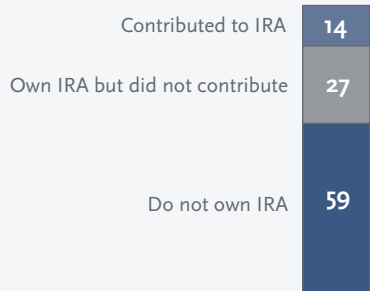 Contributed to IRA 14
Own IRA but did not contribute 27
Do not own IRA 59